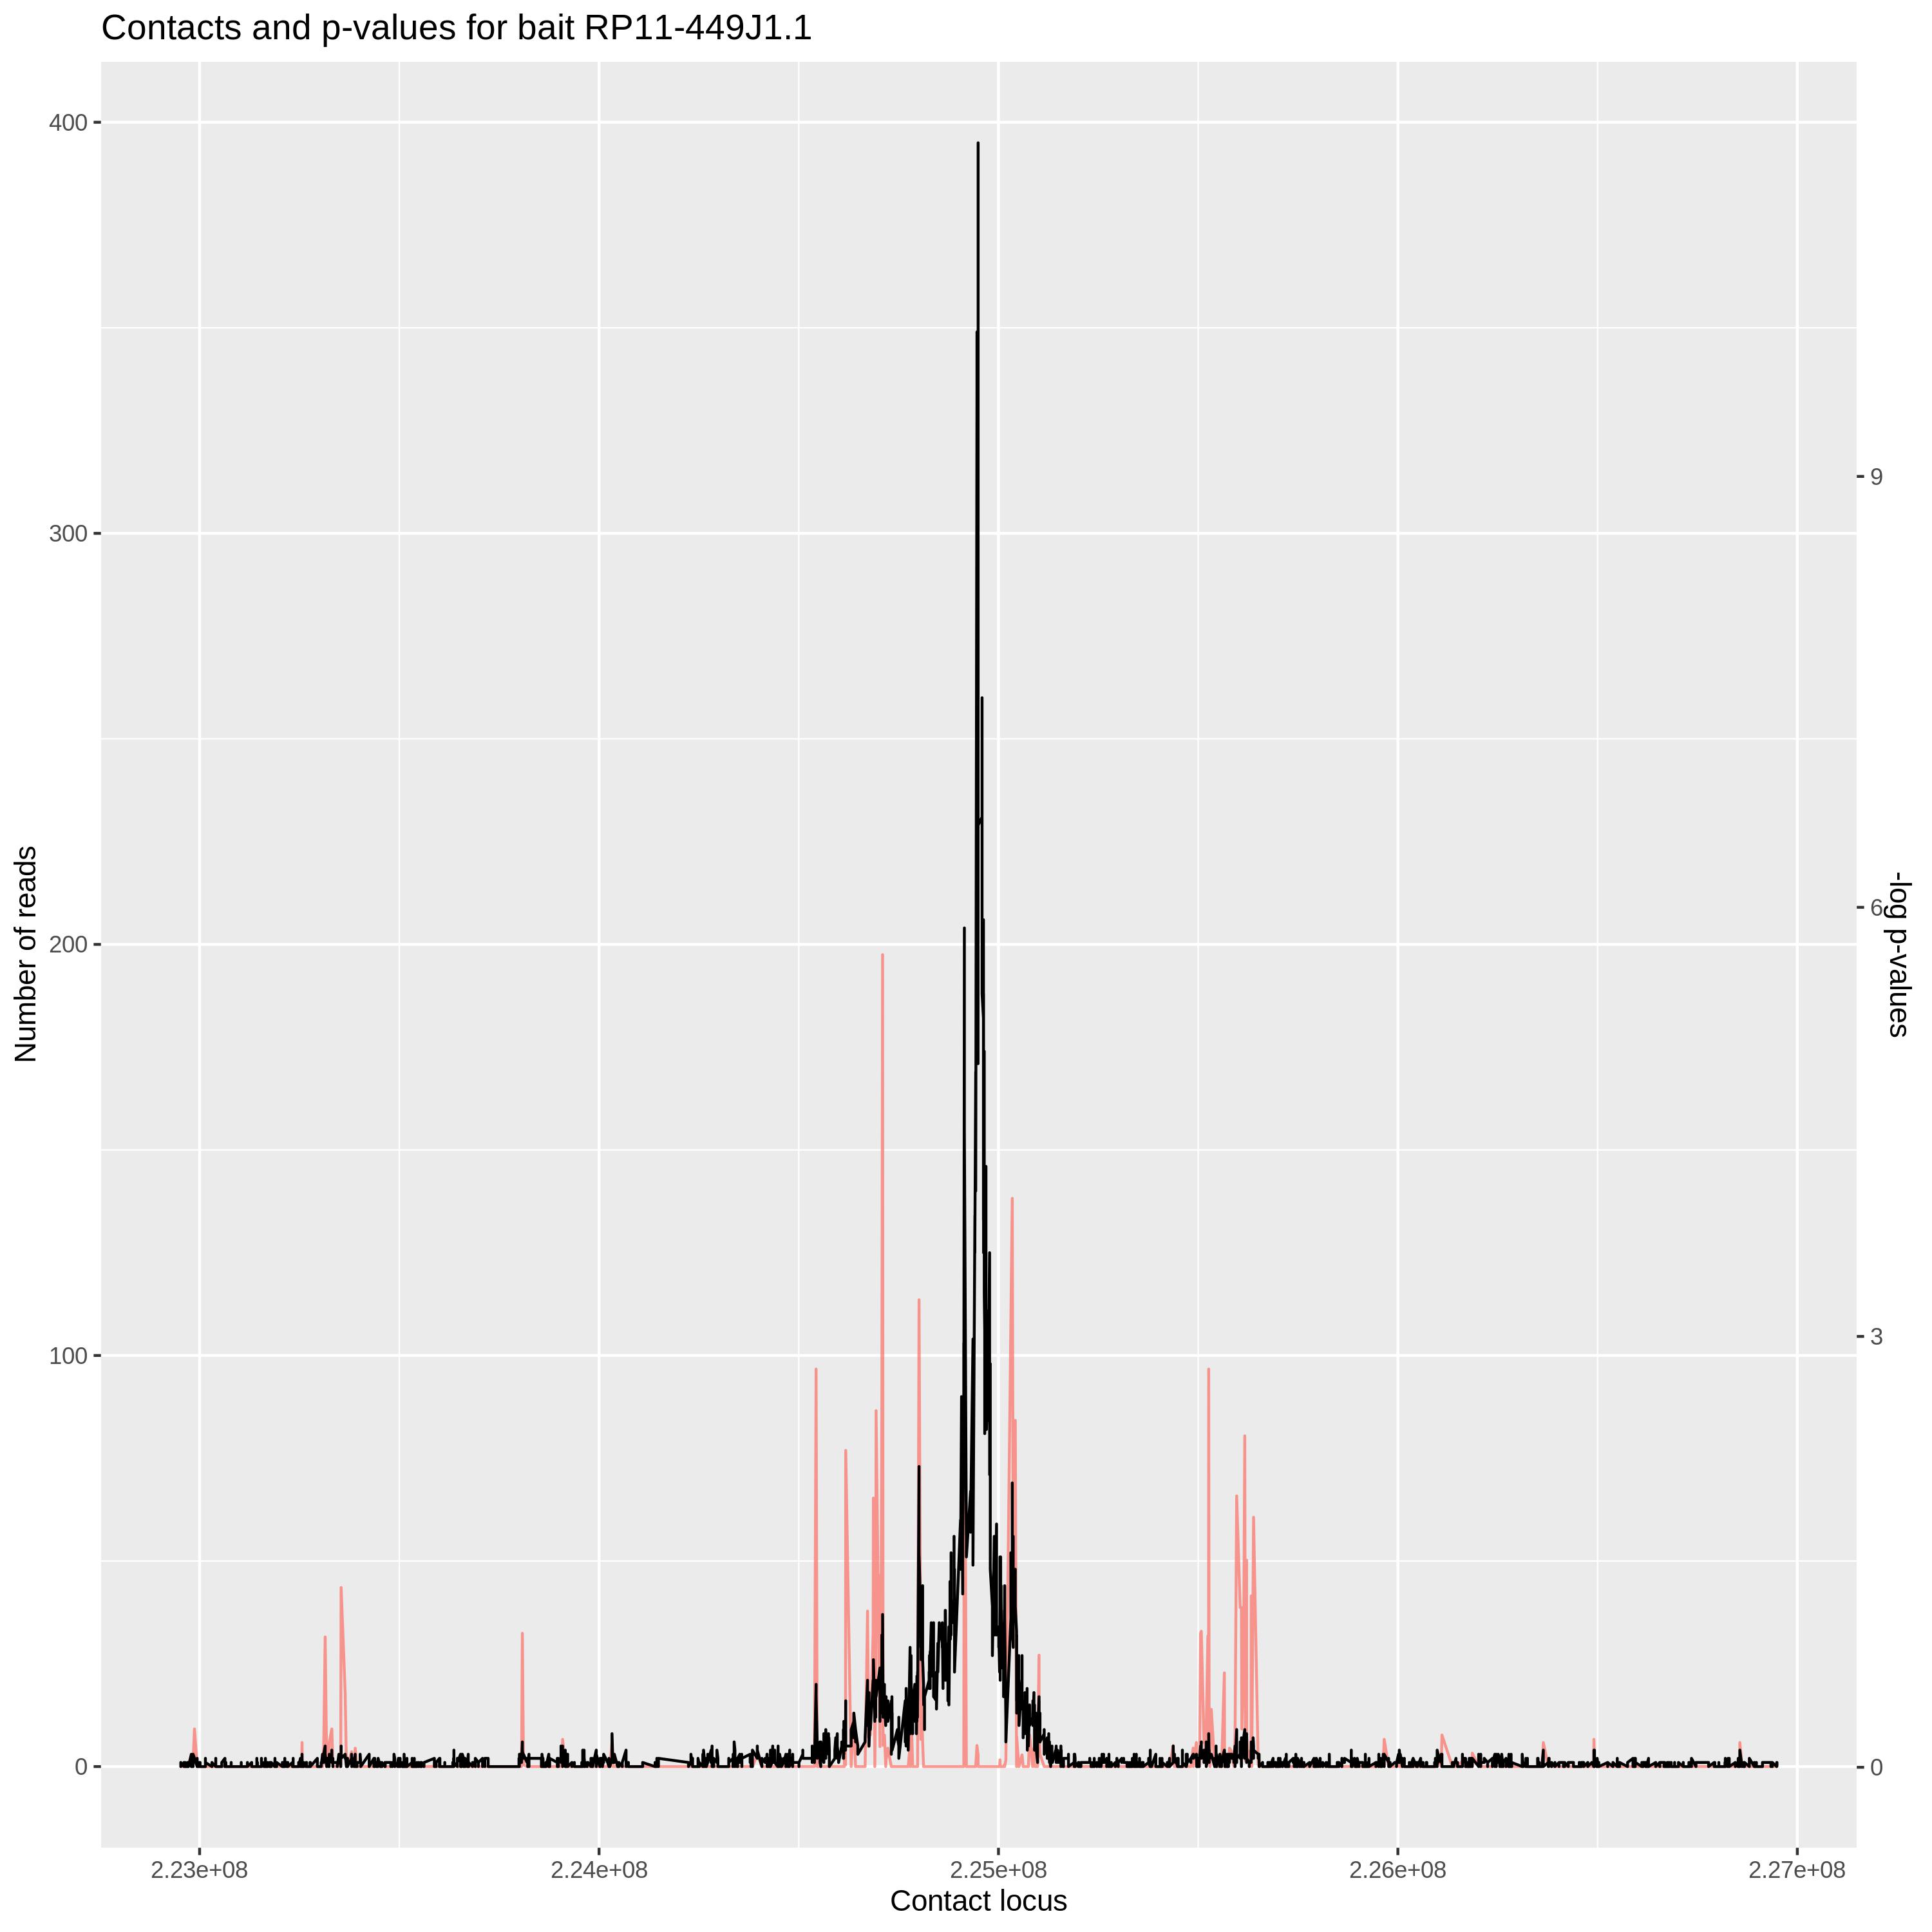 Contacts and p-values for bait RP11-449J1.1
400
300
200
100
0
Number of reads
9
6
3
0
-log p-values
2.23e+08
2.24e+08
2.25e+08
2.26e+08
2.27e+08
Contact locus